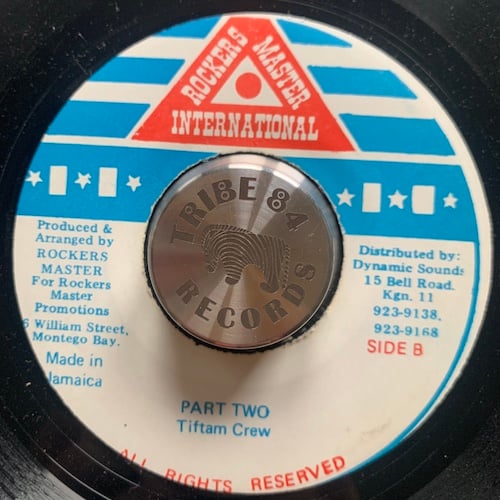 ROCKERS MASTER
INTERNATIONAL
TRIBE 84
RECORDS
Produced &
Arranged by
ROCKERS
MASTER
For Rockers
Master
Promotions
6 William Street,
Montego Bay.
Made in
Jamaica
Distributed by:
Dynamic Sounds
15 Bell Road.
Kgn. 11
923-9138,
923-9168
SIDE B
PART TWO
Tiftam Crew
ALL RIGHTS RESERVED